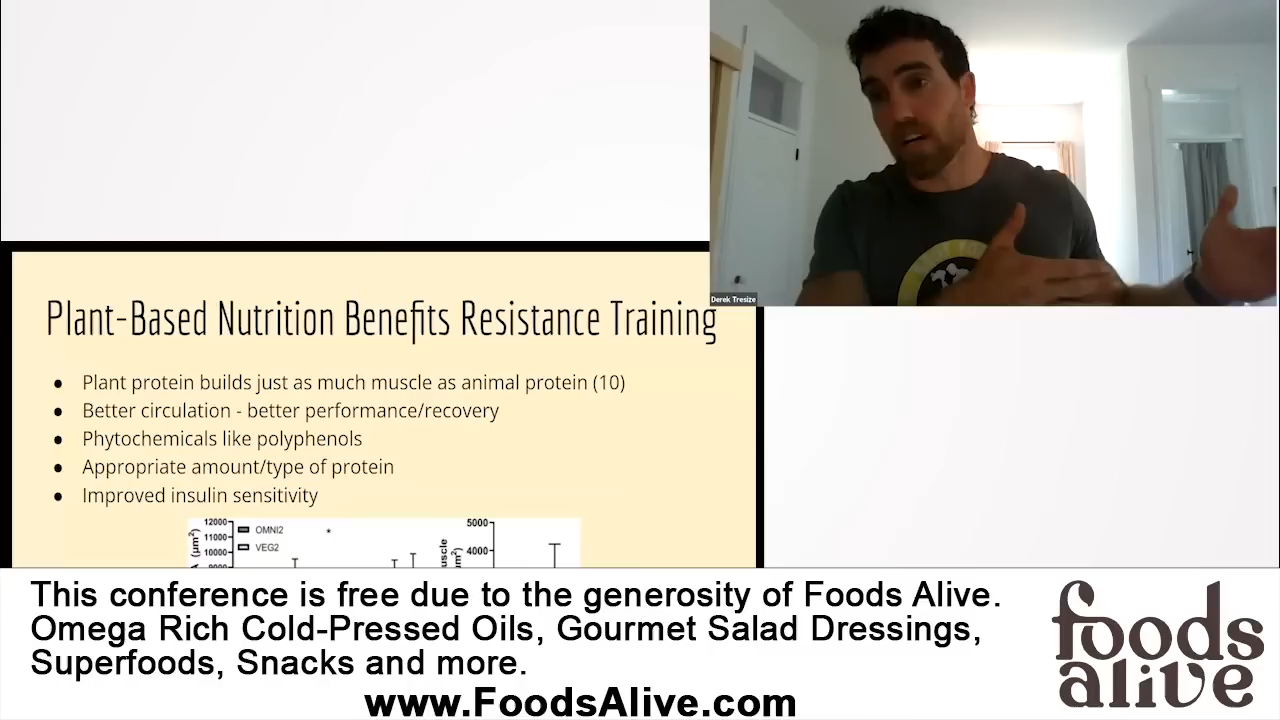 Derek Tresize
Plant-Based Nutrition Benefits Resistance Training
● Plant protein builds just as much muscle as animal protein (10)
● Better circulation - better performance/recovery
● Phytochemicals like polyphenols
● Appropriate amount/type of protein
● Improved insulin sensitivity
12000
11000
10000
OMNI2
VEG2
*
5000
4000
This conference is free due to the generosity of Foods Alive.
Omega Rich Cold-Pressed Oils, Gourmet Salad Dressings,
Superfoods, Snacks and more.
www.FoodsAlive.com
foods
alive